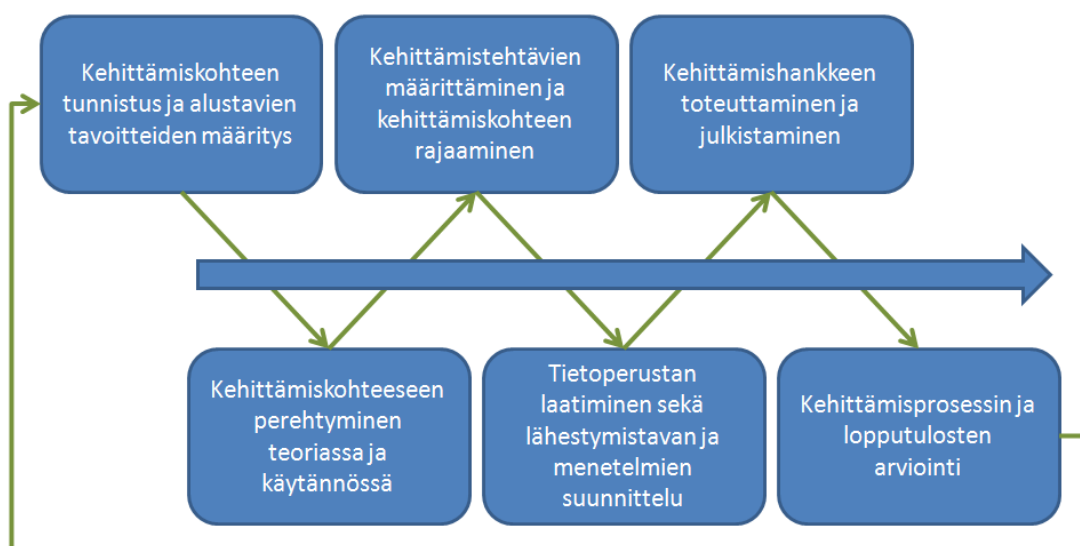 Kehittämiskohteen
tunnistus ja alustavien
tavoitteiden määritys
Kehittämistehtävien
määrittäminen ja
kehittämiskohteen
rajaaminen
Kehittämishankkeen
toteuttaminen ja
julkistaminen
Kehittämiskohteeseen
perehtyminen
teoriassa ja
käytännössä
Tietoperustan
laatiminen sekä
lähestymistavan ja
menetelmien
suunnittelu
Kehittämisprosessin ja
lopputulosten
arviointi